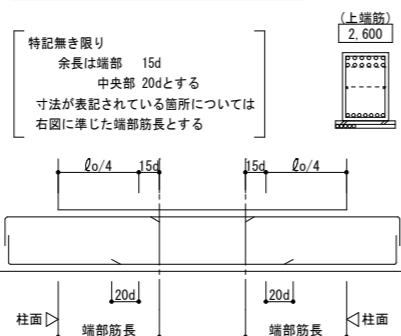 特記無き限り
余長は端部 15d
中央部 20dとする
寸法が表記されている箇所については
右図に準じた端部筋長とする
(上端筋)
2,600
ℓo/4 15d 15d ℓo/4
20d 20d
柱面 端部筋長 端部筋長 柱面